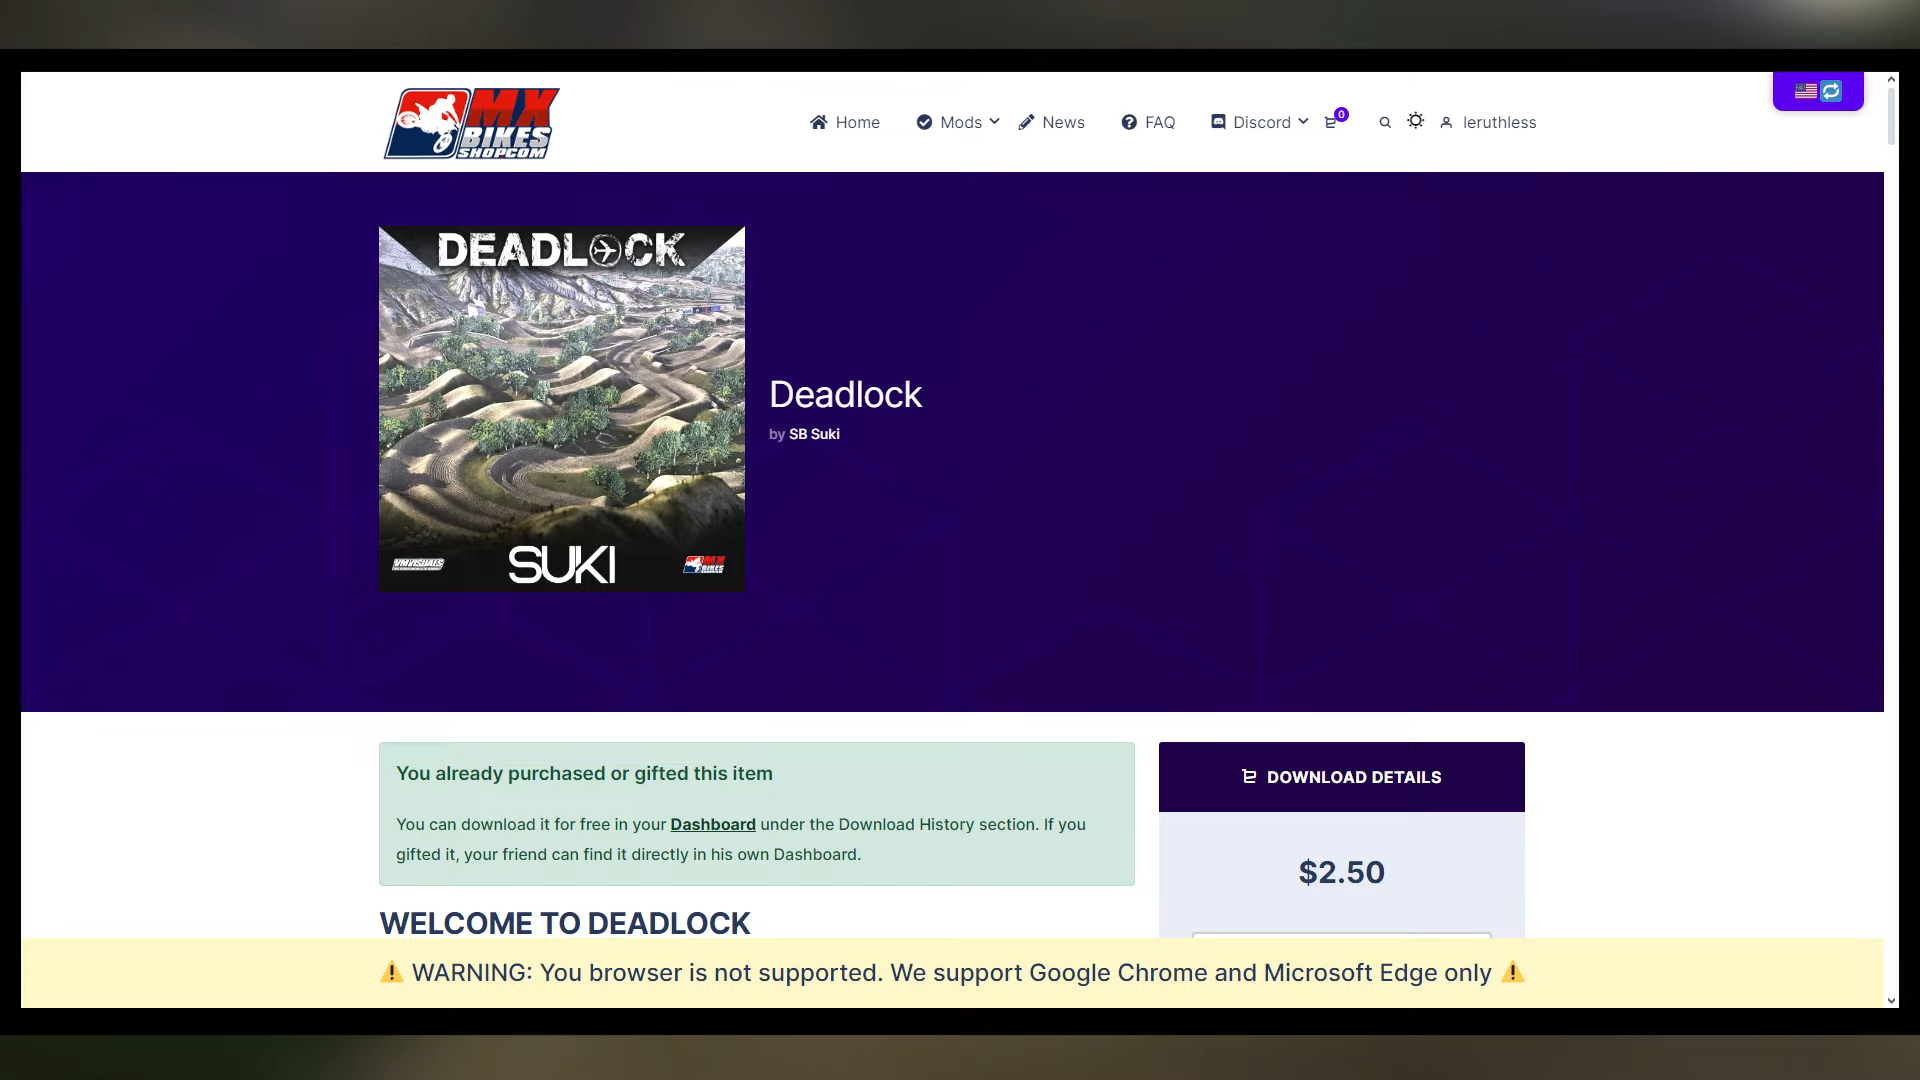 MX
BIKES
SHOP.COM
Home
Mods
News
FAQ
Discord
0
leruthless
DEADLOCK
SUKI
VMVISUALS
MX
BIKES
Deadlock
by SB Suki
You already purchased or gifted this item
You can download it for free in your Dashboard under the Download History section. If you
gifted it, your friend can find it directly in his own Dashboard.
WELCOME TO DEADLOCK
DOWNLOAD DETAILS
$2.50
WARNING: You browser is not supported. We support Google Chrome and Microsoft Edge only